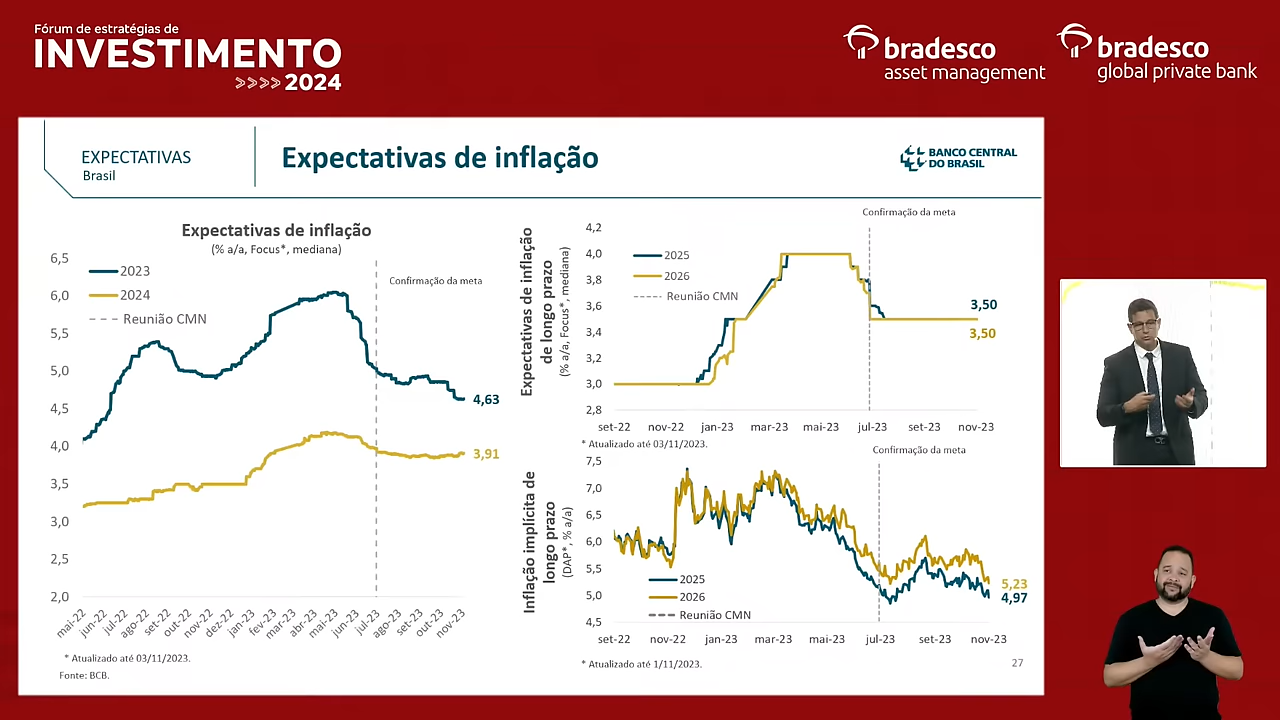 Fórum de estratégias de
INVESTIMENTO
>>>> 2024
bradesco
asset management
bradesco
global private bank
EXPECTATIVAS
Brasil
Expectativas de inflação
BANCO CENTRAL
DO BRASIL
Expectativas de inflação
(% a/a, Focus*, mediana)
6,5
6,0
5,5
5,0
4,5
4,0
3,5
3,0
2,5
2,0
2023
2024
Reunião CMN
Confirmação da meta
4,63
3,91
mai-22
jun-22
jul-22
ago-22
set-22
out-22
nov-22
dez-22
jan-23
fev-23
mar-23
abr-23
mai-23
jun-23
jul-23
ago-23
set-23
out-23
nov-23
* Atualizado até 03/11/2023.
Fonte: BCB.
Expectativas de inflação
de longo prazo
(% a/a, Focus*, mediana)
Confirmação da meta
4,2
4,0
3,8
3,6
3,4
3,2
3,0
2,8
2025
2026
Reunião CMN
3,50
3,50
set-22
nov-22
jan-23
mar-23
mai-23
jul-23
set-23
nov-23
* Atualizado até 03/11/2023.
Inflação implícita de
longo prazo
(DAP*, % a/a)
Confirmação da meta
7,5
7,0
6,5
6,0
5,5
5,0
4,5
2025
2026
Reunião CMN
5,23
4,97
set-22
nov-22
jan-23
mar-23
mai-23
jul-23
set-23
nov-23
* Atualizado até 1/11/2023.
27